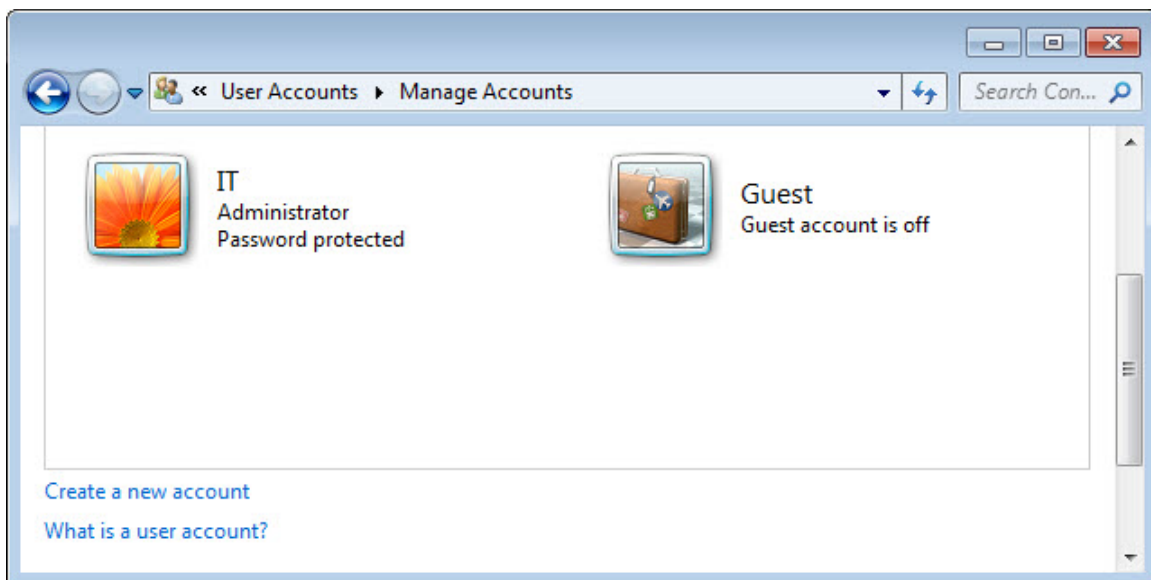 « User Accounts ▸ Manage Accounts
Search Con...
IT
Administrator
Password protected
Guest
Guest account is off
Create a new account
What is a user account?